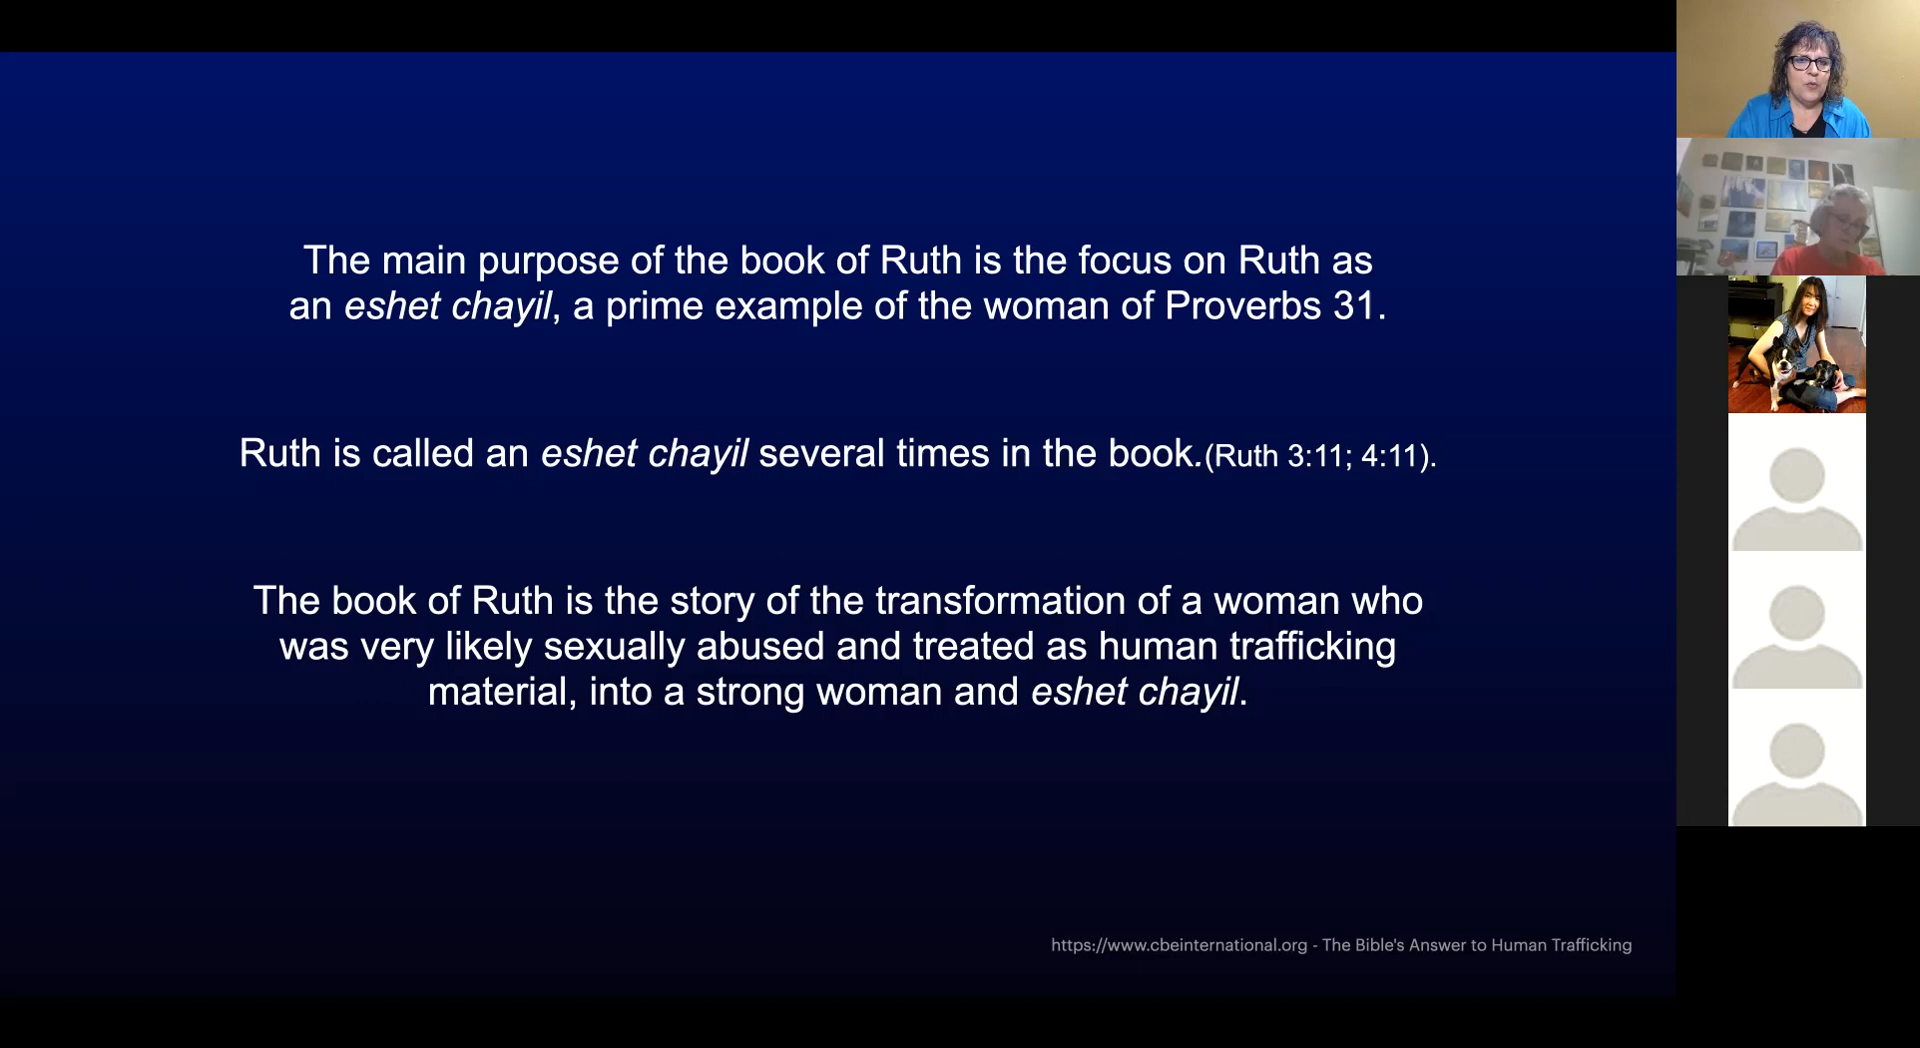 The main purpose of the book of Ruth is the focus on Ruth as
an eshet chayil, a prime example of the woman of Proverbs 31.
Ruth is called an eshet chayil several times in the book.(Ruth 3:11; 4:11).
The book of Ruth is the story of the transformation of a woman who
was very likely sexually abused and treated as human trafficking
material, into a strong woman and eshet chayil.
https://www.cbeinternational.org - The Bible's Answer to Human Trafficking